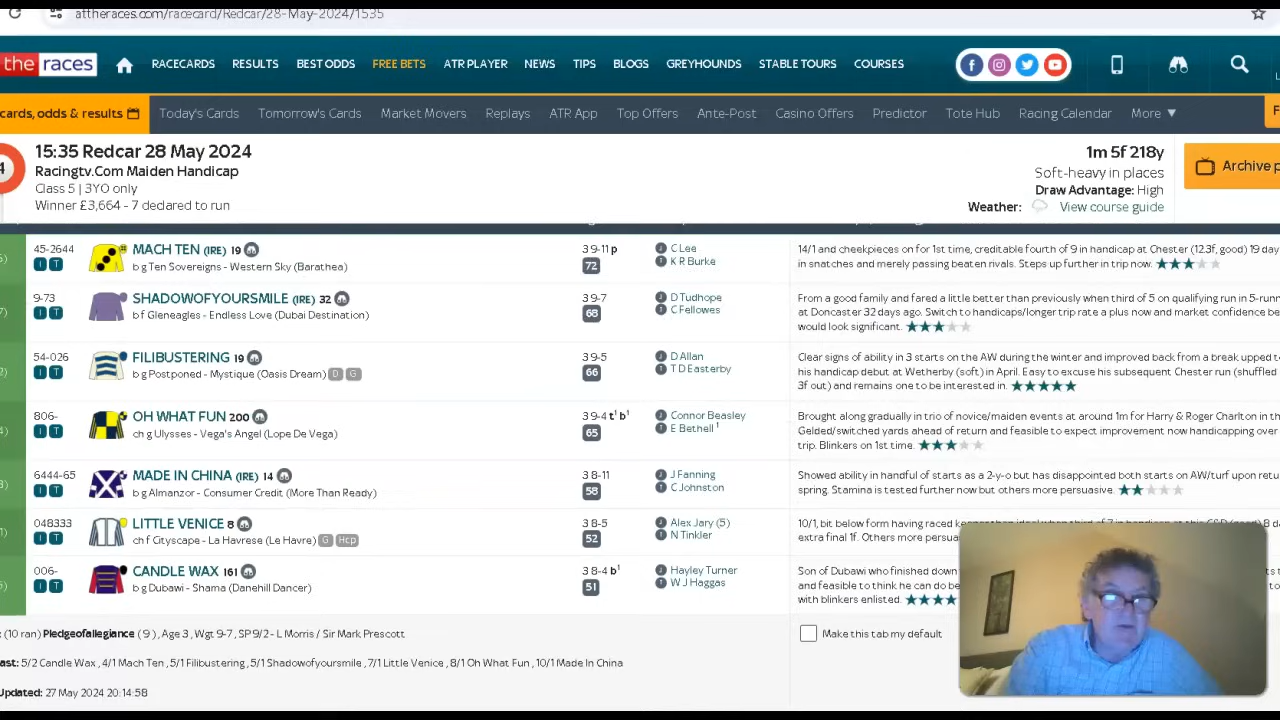 attheraces.com/racecard/Redcar/28-May-2024/1535
the races RACECARDS RESULTS BEST ODDS FREE BETS ATR PLAYER NEWS TIPS BLOGS GREYHOUNDS STABLE TOURS COURSES
cards, odds & results Today's Cards Tomorrow's Cards Market Movers Replays ATR App Top Offers Ante-Post Casino Offers Predictor Tote Hub Racing Calendar More ▼ F
4 15:35 Redcar 28 May 2024 1m 5f 218y
Racingtv.Com Maiden Handicap Soft-heavy in places Archive p
Class 5 | 3YO only Draw Advantage: High
Winner £3,664 - 7 declared to run Weather: View course guide
45-2644 MACH TEN (IRE) 19 3 9-11 p C Lee 14/1 and cheekpieces on for 1st time, creditable fourth of 9 in handicap at Chester (12.3f, good) 19 day
I T b g Ten Sovereigns - Western Sky (Barathea) 72 K R Burke in snatches and merely passing beaten rivals. Steps up further in trip now. ★★★★★
9-73 SHADOWOFYOURSMILE (IRE) 32 3 9-7 D Tudhope From a good family and fared a little better than previously when third of 5 on qualifying run in 5-run
I T b f Gleneagles - Endless Love (Dubai Destination) 68 C Fellowes at Doncaster 32 days ago. Switch to handicaps/longer trip rate a plus now and market confidence be
would look significant. ★★★★★
54-026 FILIBUSTERING 19 3 9-5 D Allan Clear signs of ability in 3 starts on the AW during the winter and improved back from a break upped t
I T b g Postponed - Mystique (Oasis Dream) D G 66 T D Easterby his handicap debut at Wetherby (soft) in April. Easy to excuse his subsequent Chester run (shuffled
3f out) and remains one to be interested in. ★★★★★
806- OH WHAT FUN 200 3 9-4 t1 b1 Connor Beasley Brought along gradually in trio of novice/maiden events at around 1m for Harry & Roger Charlton in th
I T ch g Ulysses - Vega's Angel (Lope De Vega) 65 E Bethell 1 Gelded/switched yards ahead of return and feasible to expect improvement now handicapping over
trip. Blinkers on 1st time. ★★★★★
6444-65 MADE IN CHINA (IRE) 14 3 8-11 J Fanning Showed ability in handful of starts as a 2-y-o but has disappointed both starts on AW/turf upon retu
I T b g Almanzor - Consumer Credit (More Than Ready) 58 C Johnston spring. Stamina is tested further now but others more persuasive. ★★★★★
048333 LITTLE VENICE 8 3 8-5 Alex Jary (5) 10/1, bit below form having raced
I T ch f Cityscape - La Havrese (Le Havre) G Hcp 52 N Tinkler extra final 1f. Others more persua
006- CANDLE WAX 161 3 8-4 b1 Hayley Turner Son of Dubawi who finished down
I T b g Dubawi - Shama (Danehill Dancer) 51 W J Haggas and feasible to think he can do be
with blinkers enlisted. ★★★★
: (10 ran) Pledgeofallegiance (9), Age 3, Wgt 9-7, SP 9/2 - L Morris / Sir Mark Prescott Make this tab my default
ast: 5/2 Candle Wax, 4/1 Mach Ten, 5/1 Filibustering, 5/1 Shadowofyoursmile, 7/1 Little Venice, 8/1 Oh What Fun, 10/1 Made In China
Updated: 27 May 2024 20:14:58